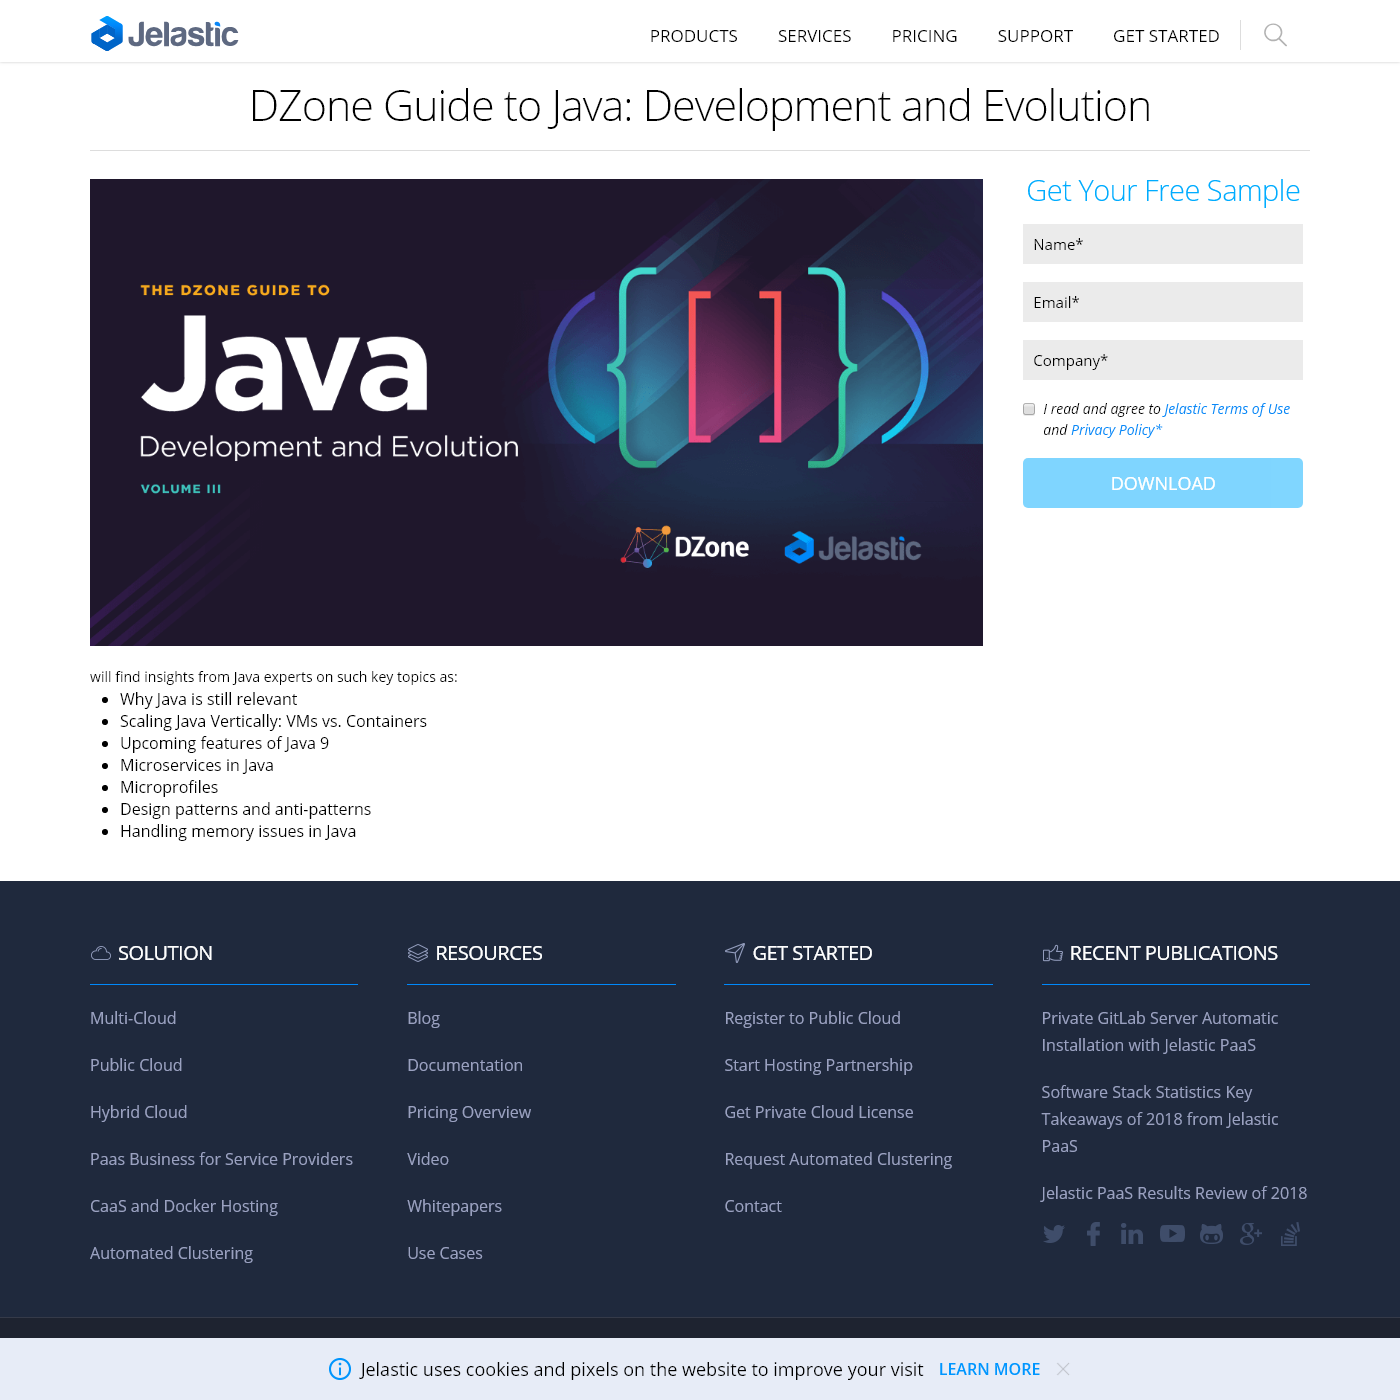 Jelastic
PRODUCTS SERVICES PRICING SUPPORT GET STARTED
DZone Guide to Java: Development and Evolution
THE DZONE GUIDE TO
Java
Development and Evolution
VOLUME III
DZone Jelastic
Get Your Free Sample
Name*
Email*
Company*
I read and agree to Jelastic Terms of Use
and Privacy Policy*
DOWNLOAD
will find insights from Java experts on such key topics as:
Why Java is still relevant
Scaling Java Vertically: VMs vs. Containers
Upcoming features of Java 9
Microservices in Java
Microprofiles
Design patterns and anti-patterns
Handling memory issues in Java
SOLUTION
Multi-Cloud
Public Cloud
Hybrid Cloud
Paas Business for Service Providers
CaaS and Docker Hosting
Automated Clustering
RESOURCES
Blog
Documentation
Pricing Overview
Video
Whitepapers
Use Cases
GET STARTED
Register to Public Cloud
Start Hosting Partnership
Get Private Cloud License
Request Automated Clustering
Contact
RECENT PUBLICATIONS
Private GitLab Server Automatic
Installation with Jelastic PaaS
Software Stack Statistics Key
Takeaways of 2018 from Jelastic
PaaS
Jelastic PaaS Results Review of 2018
Jelastic uses cookies and pixels on the website to improve your visit LEARN MORE